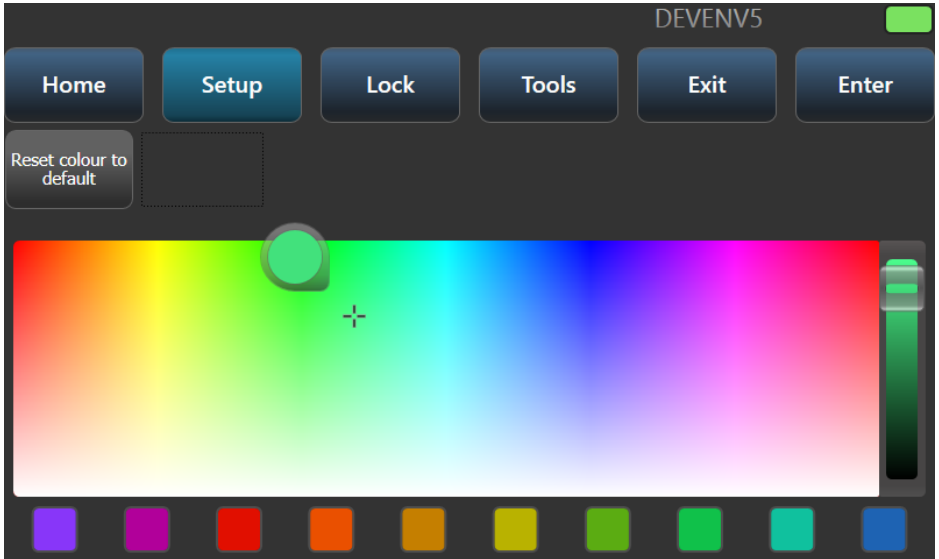 DEVENV5
Home
Setup
Lock
Tools
Exit
Enter
Reset colour to
default